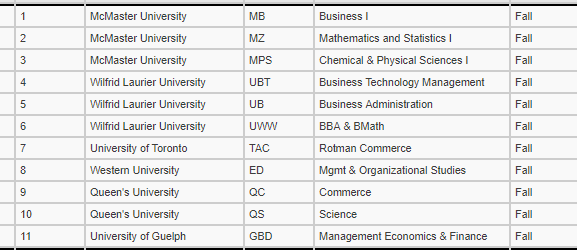 1 McMaster University MB Business I Fall
2 McMaster University MZ Mathematics and Statistics I Fall
3 McMaster University MPS Chemical & Physical Sciences I Fall
4 Wilfrid Laurier University UBT Business Technology Management Fall
5 Wilfrid Laurier University UB Business Administration Fall
6 Wilfrid Laurier University UWW BBA & BMath Fall
7 University of Toronto TAC Rotman Commerce Fall
8 Western University ED Mgmt & Organizational Studies Fall
9 Queen's University QC Commerce Fall
10 Queen's University QS Science Fall
11 University of Guelph GBD Management Economics & Finance Fall